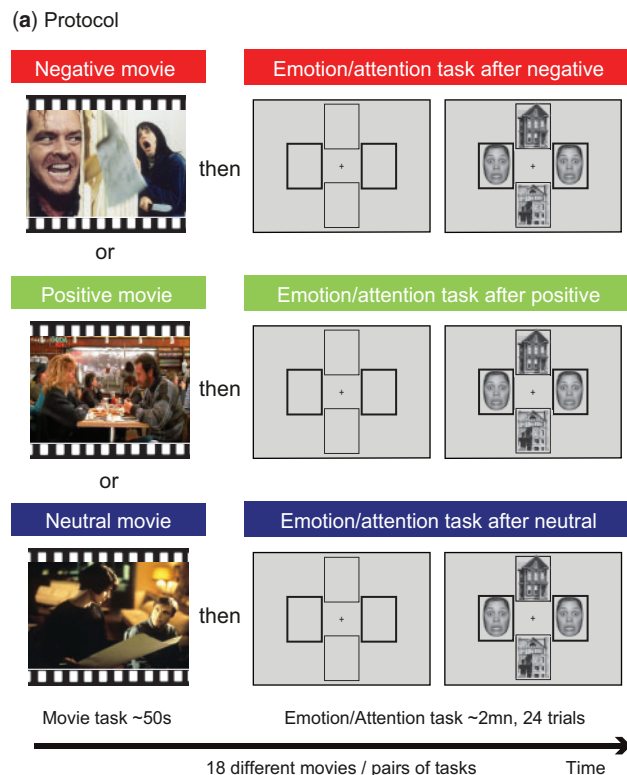 (a) Protocol
Negative movie
Emotion/attention task after negative
then
or
Positive movie
Emotion/attention task after positive
then
or
Neutral movie
Emotion/attention task after neutral
then
Movie task ~50s
Emotion/Attention task ~2mn, 24 trials
18 different movies / pairs of tasks
Time